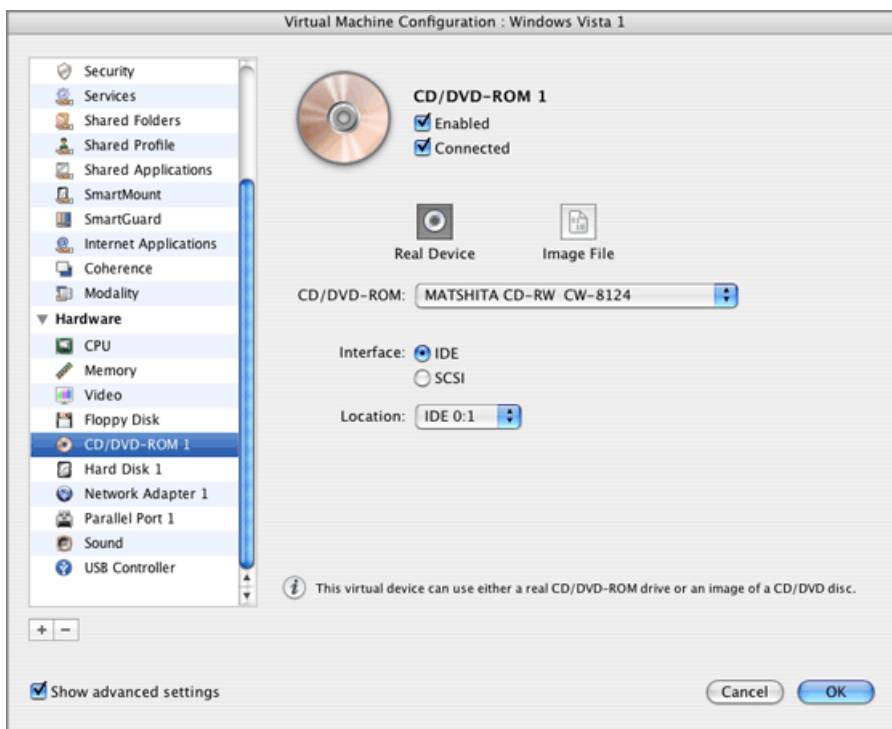 Virtual Machine Configuration : Windows Vista 1
Security
Services
Shared Folders
Shared Profile
Shared Applications
SmartMount
SmartGuard
Internet Applications
Coherence
Modality
Hardware
CPU
Memory
Video
Floppy Disk
CD/DVD-ROM 1
Hard Disk 1
Network Adapter 1
Parallel Port 1
Sound
USB Controller
CD/DVD-ROM 1
Enabled
Connected
Real Device
Image File
CD/DVD-ROM: MATSHITA CD-RW CW-8124
Interface: IDE
SCSI
Location: IDE 0:1
This virtual device can use either a real CD/DVD-ROM drive or an image of a CD/DVD disc.
+ −
Show advanced settings
Cancel
OK